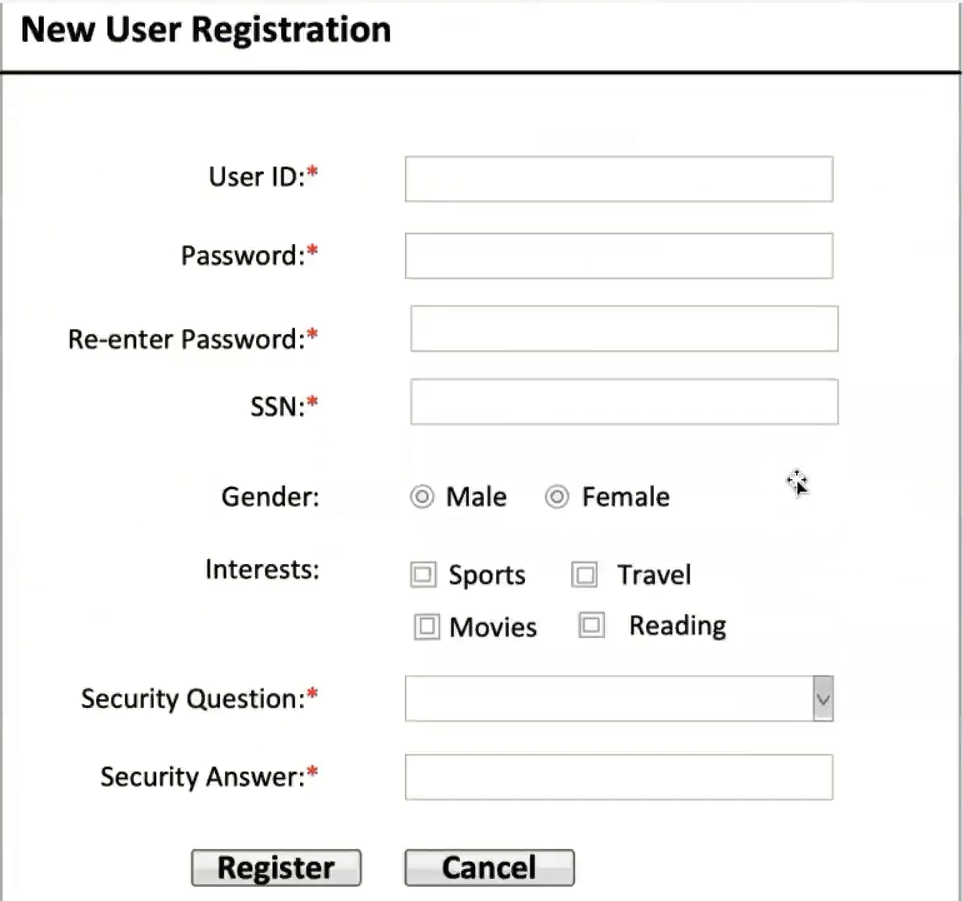 New User Registration
User ID:*
Password:*
Re-enter Password:*
SSN:*
Gender: Male Female
Interests: Sports Travel
Movies Reading
Security Question:*
Security Answer:*
Register Cancel